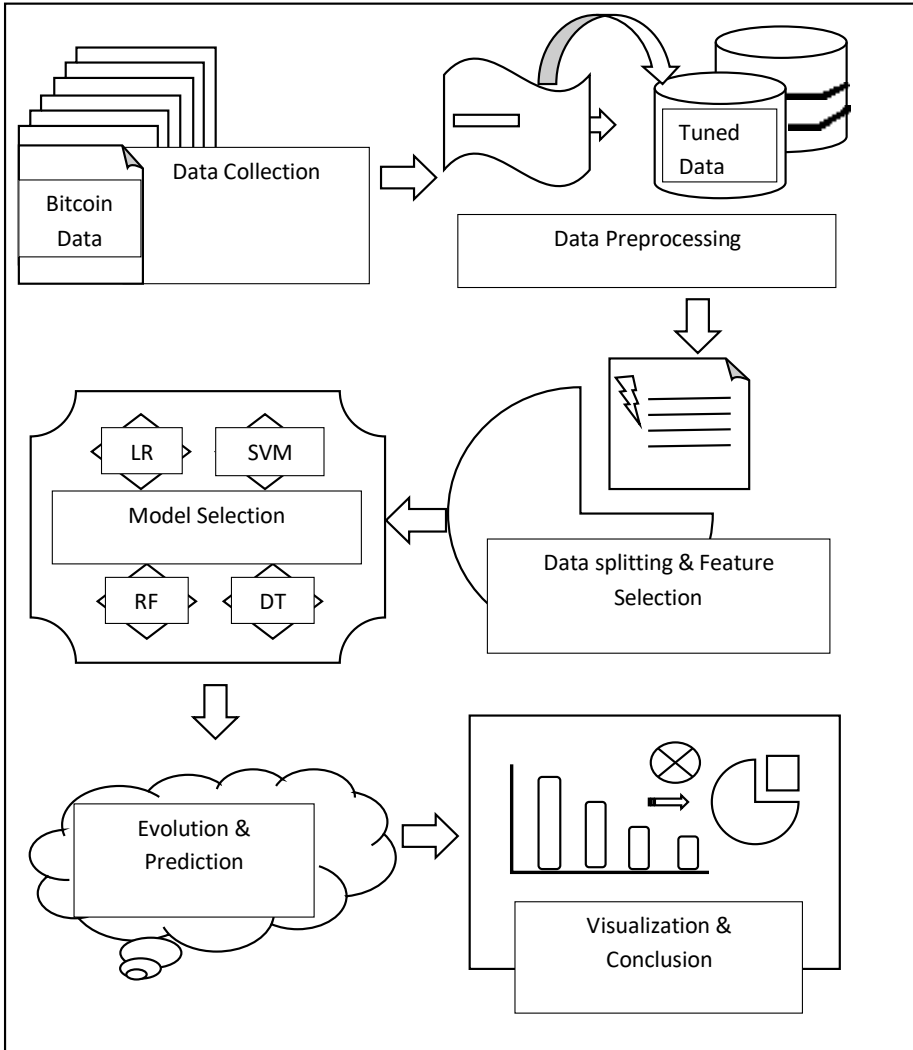 Data Collection
Bitcoin
Data
Tuned
Data
Data Preprocessing
LR
SVM
Model Selection
RF
DT
Data splitting & Feature
Selection
Evolution &
Prediction
Visualization &
Conclusion